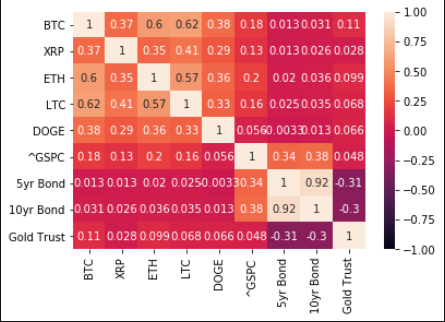 BTC 1 0.37 0.6 0.62 0.38 0.18 0.013 0.031 0.11
XRP 0.37 1 0.35 0.41 0.29 0.13 0.013 0.026 0.028
ETH 0.6 0.35 1 0.57 0.36 0.2 0.02 0.036 0.099
LTC 0.62 0.41 0.57 1 0.33 0.16 0.025 0.035 0.068
DOGE 0.38 0.29 0.36 0.33 1 0.056 -0.0033 0.013 0.066
^GSPC 0.18 0.13 0.2 0.16 0.056 1 0.34 0.38 0.048
5yr Bond 0.013 0.013 0.02 0.025 -0.0033 0.34 1 0.92 -0.31
10yr Bond 0.031 0.026 0.036 0.035 0.013 0.38 0.92 1 -0.3
Gold Trust 0.11 0.028 0.099 0.068 0.066 0.048 -0.31 -0.3 1
BTC XRP ETH LTC DOGE ^GSPC 5yr Bond 10yr Bond Gold Trust
1.00
0.75
0.50
0.25
0.00
−0.25
−0.50
−0.75
−1.00